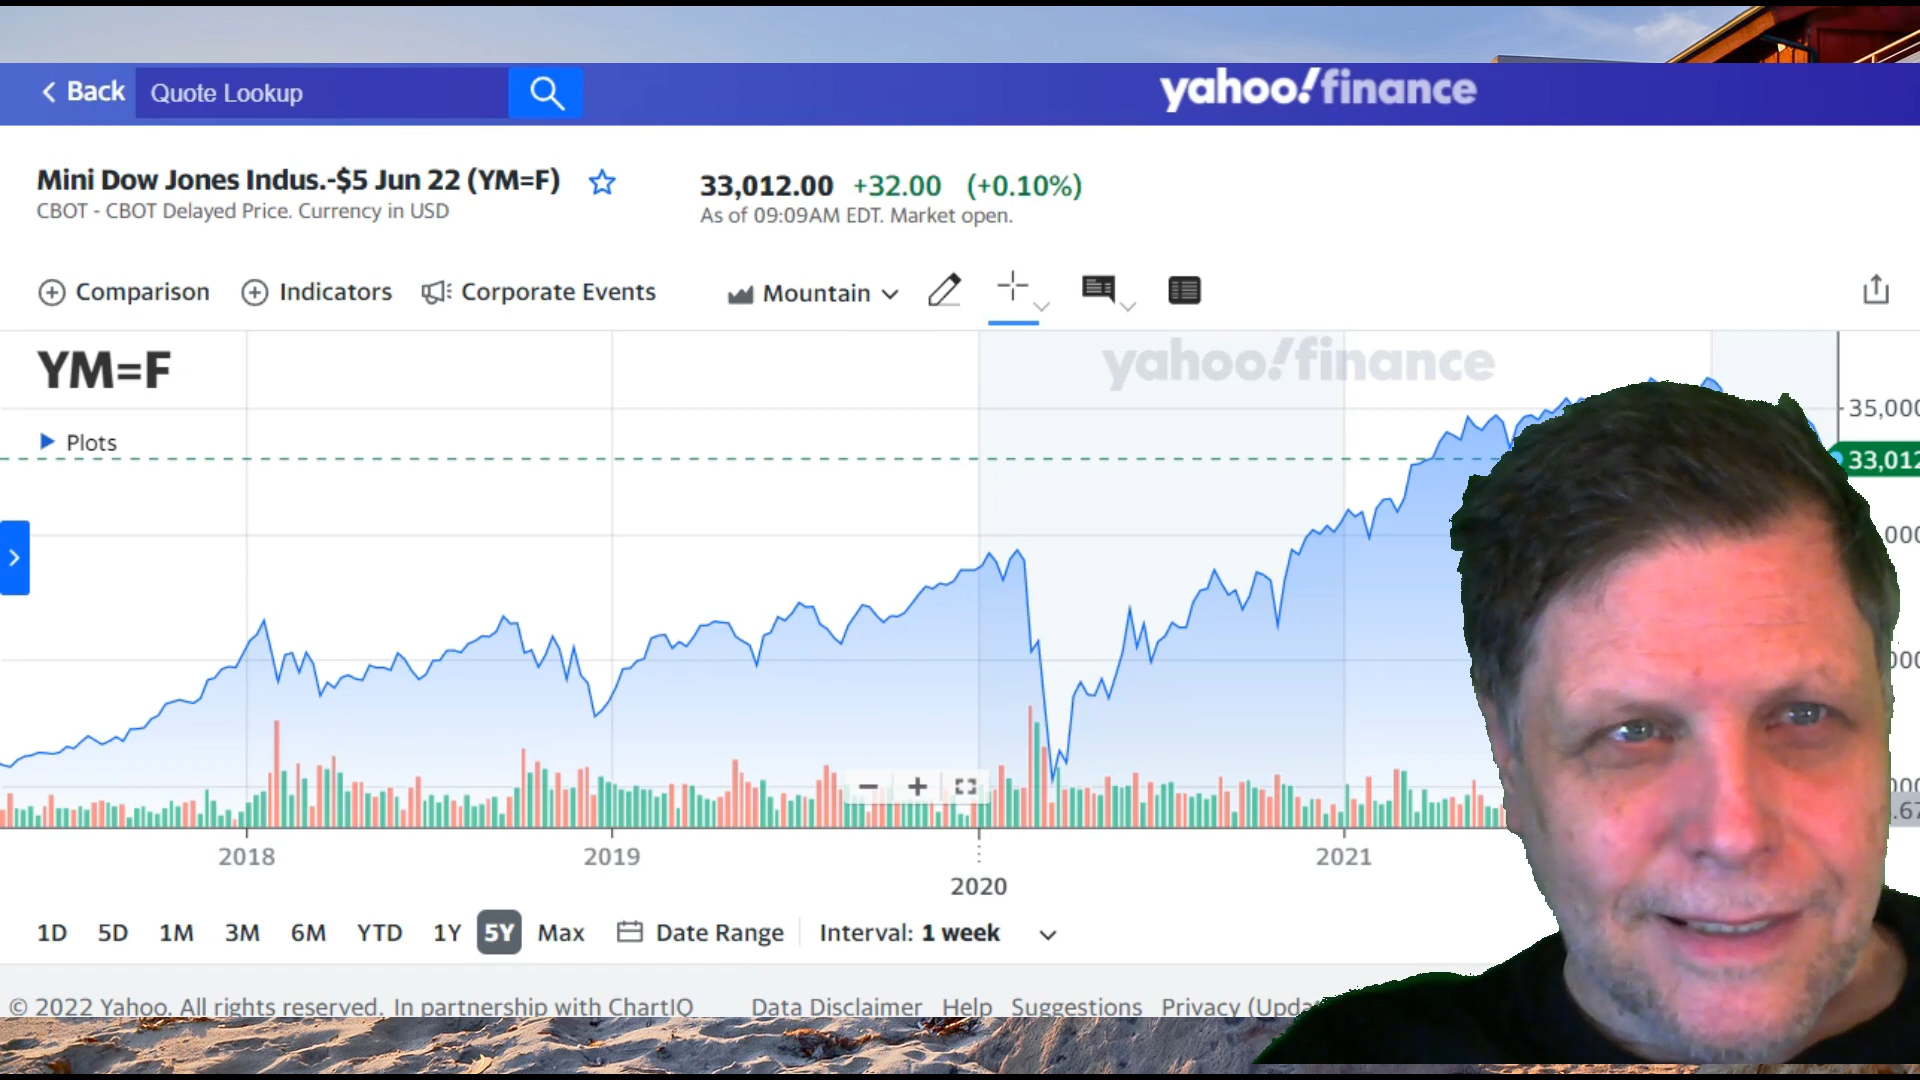 Back
Quote Lookup
yahoo!finance
Mini Dow Jones Indus.-$5 Jun 22 (YM=F)
33,012.00 +32.00 (+0.10%)
CBOT - CBOT Delayed Price. Currency in USD
As of 09:09AM EDT. Market open.
Comparison
Indicators
Corporate Events
Mountain
YM=F
yahoo!finance
Plots
35,000
33,012
2018
2019
2020
2021
1D 5D 1M 3M 6M YTD 1Y 5Y Max Date Range Interval: 1 week
© 2022 Yahoo. All rights reserved. In partnership with ChartIQ Data Disclaimer Help Suggestions Privacy